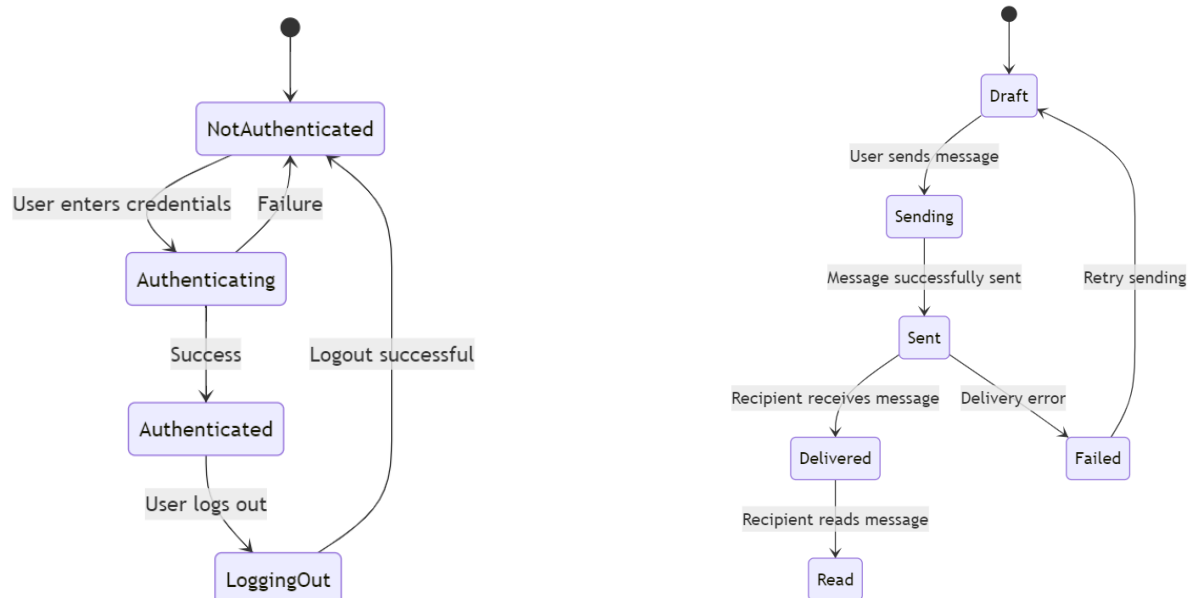 NotAuthenticated
User enters credentials
Failure
Authenticating
Success
Logout successful
Authenticated
User logs out
LoggingOut
Draft
User sends message
Sending
Message successfully sent
Retry sending
Sent
Recipient receives message
Delivery error
Delivered
Failed
Recipient reads message
Read